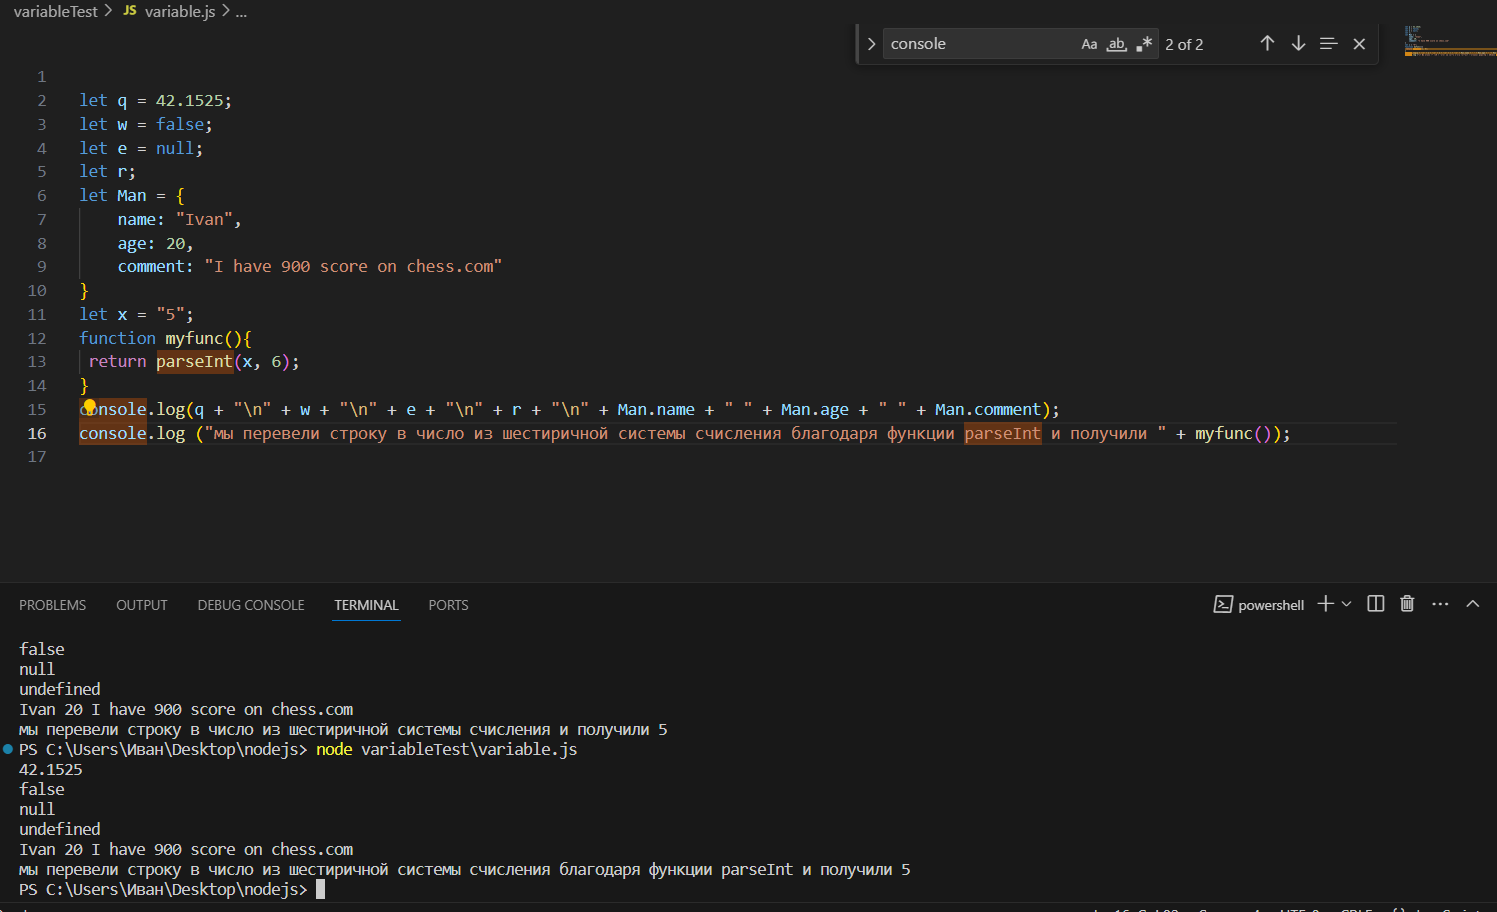 variableTest > JS variable.js > ...
console Aa ab .* 2 of 2
1
2 let q = 42.1525;
3 let w = false;
4 let e = null;
5 let r;
6 let Man = {
7 name: "Ivan",
8 age: 20,
9 comment: "I have 900 score on chess.com"
10 }
11 let x = "5";
12 function myfunc(){
13 return parseInt(x, 6);
14 }
15 console.log(q + "\n" + w + "\n" + e + "\n" + r + "\n" + Man.name + " " + Man.age + " " + Man.comment);
16 console.log ("мы перевели строку в число из шестиричной системы счисления благодаря функции parseInt и получили " + myfunc());
17
PROBLEMS OUTPUT DEBUG CONSOLE TERMINAL PORTS powershell
false
null
undefined
Ivan 20 I have 900 score on chess.com
мы перевели строку в число из шестиричной системы счисления и получили 5
PS C:\Users\Иван\Desktop\nodejs> node variableTest\variable.js
42.1525
false
null
undefined
Ivan 20 I have 900 score on chess.com
мы перевели строку в число из шестиричной системы счисления благодаря функции parseInt и получили 5
PS C:\Users\Иван\Desktop\nodejs>